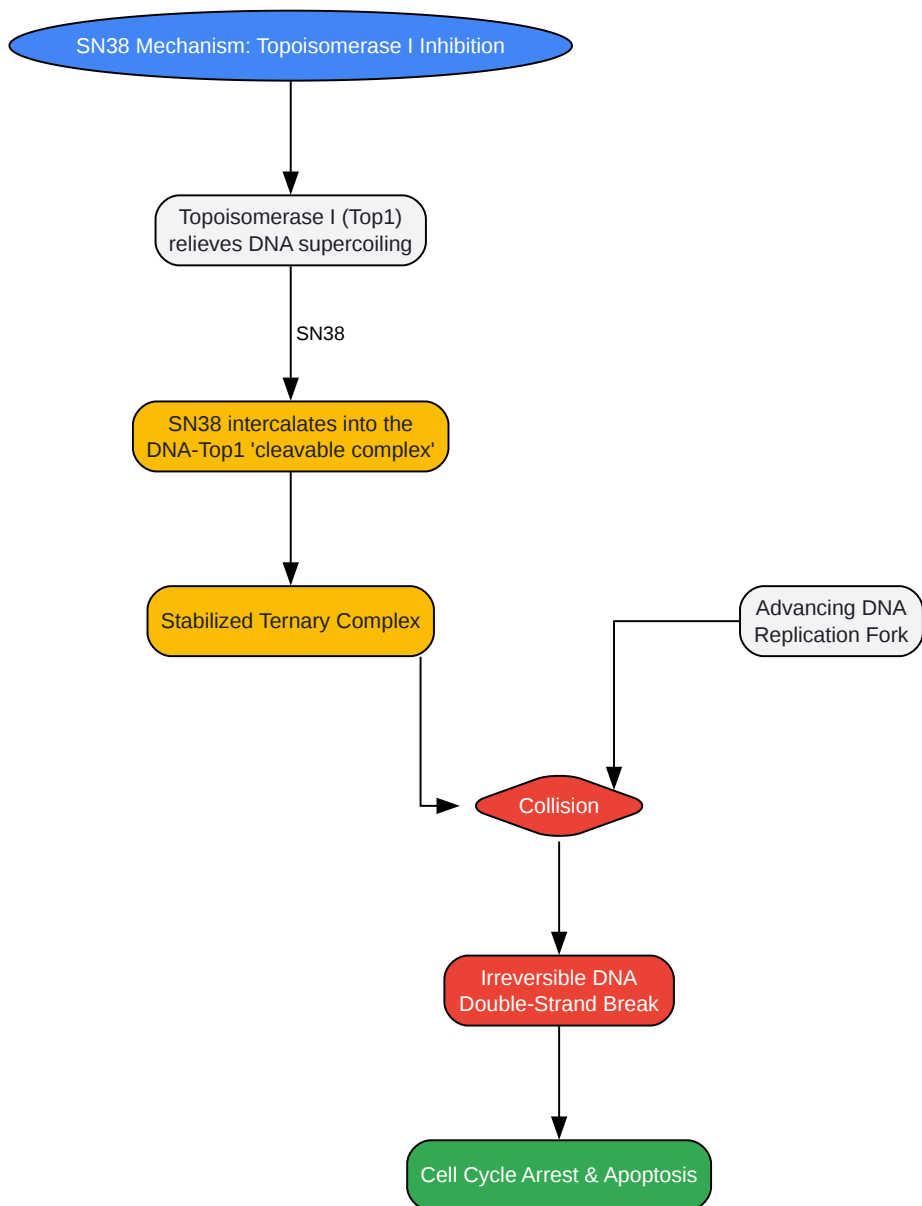 SN38 Mechanism: Topoisomerase I Inhibition
Topoisomerase I (Top1)
relieves DNA supercoiling
SN38
SN38 intercalates into the
DNA-Top1 'cleavable complex'
Stabilized Ternary Complex
Advancing DNA
Replication Fork
Collision
Irreversible DNA
Double-Strand Break
Cell Cycle Arrest & Apoptosis